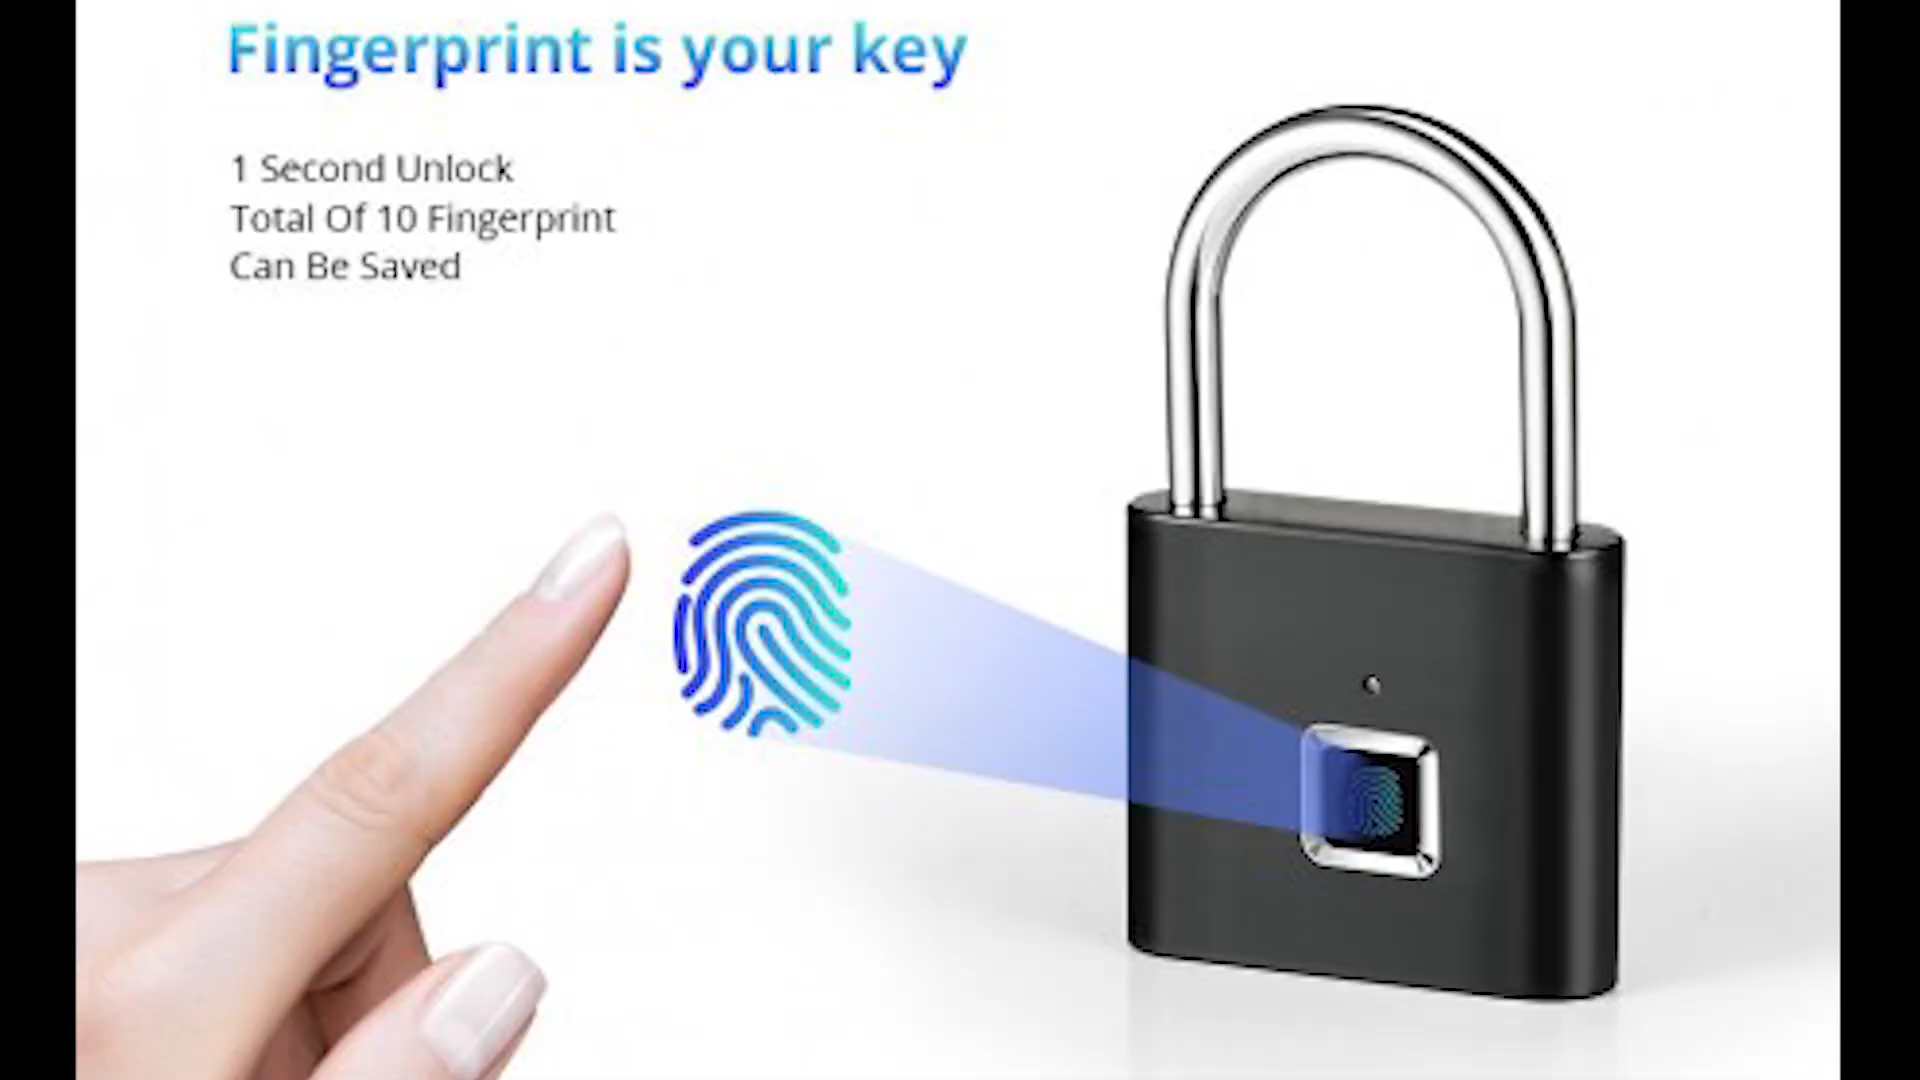 Fingerprint is your key
1 Second Unlock
Total Of 10 Fingerprint
Can Be Saved